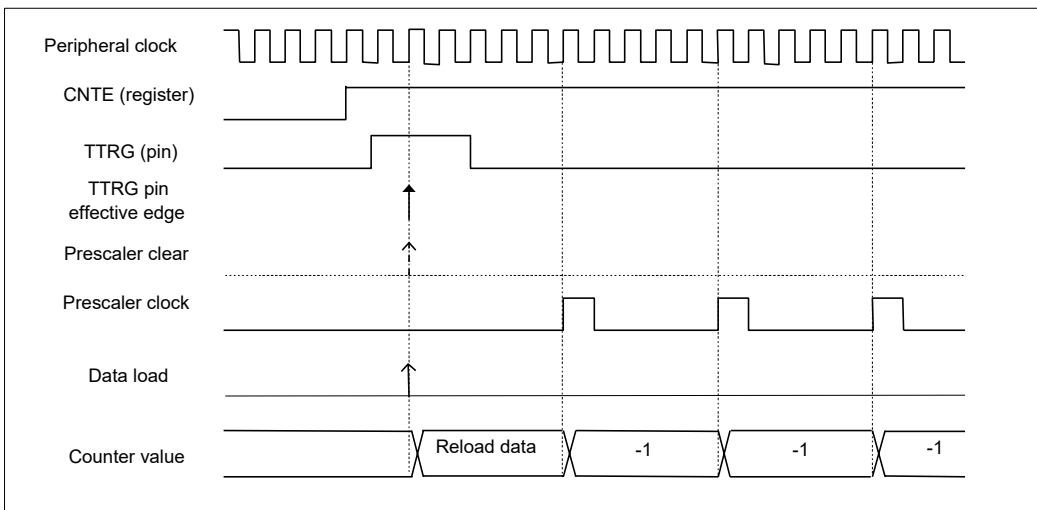 Peripheral clock
CNTE (register)
TTRG (pin)
TTRG pin
effective edge
Prescaler clear
Prescaler clock
Data load
Counter value
Reload data
-1
-1
-1